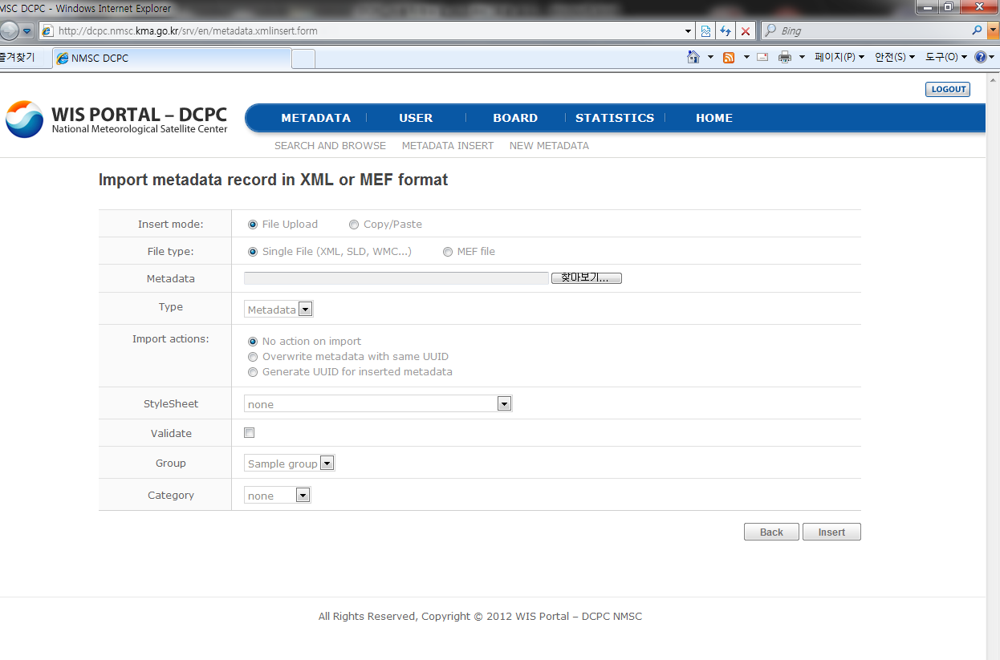 MSC DCPC - Windows Internet Explorer
http://dcpc.nmsc.kma.go.kr/srv/en/metadata.xmlinsert.form
Bing
즐겨찾기
NMSC DCPC
페이지(P)
안전(S)
도구(O)
LOGOUT
WIS PORTAL – DCPC
National Meteorological Satellite Center
METADATA
USER
BOARD
STATISTICS
HOME
SEARCH AND BROWSE
METADATA INSERT
NEW METADATA
Import metadata record in XML or MEF format
Insert mode: File Upload Copy/Paste
File type: Single File (XML, SLD, WMC...) MEF file
Metadata 찾아보기...
Type Metadata
Import actions: No action on import
Overwrite metadata with same UUID
Generate UUID for inserted metadata
StyleSheet none
Validate
Group Sample group
Category none
Back Insert
All Rights Reserved, Copyright © 2012 WIS Portal – DCPC NMSC